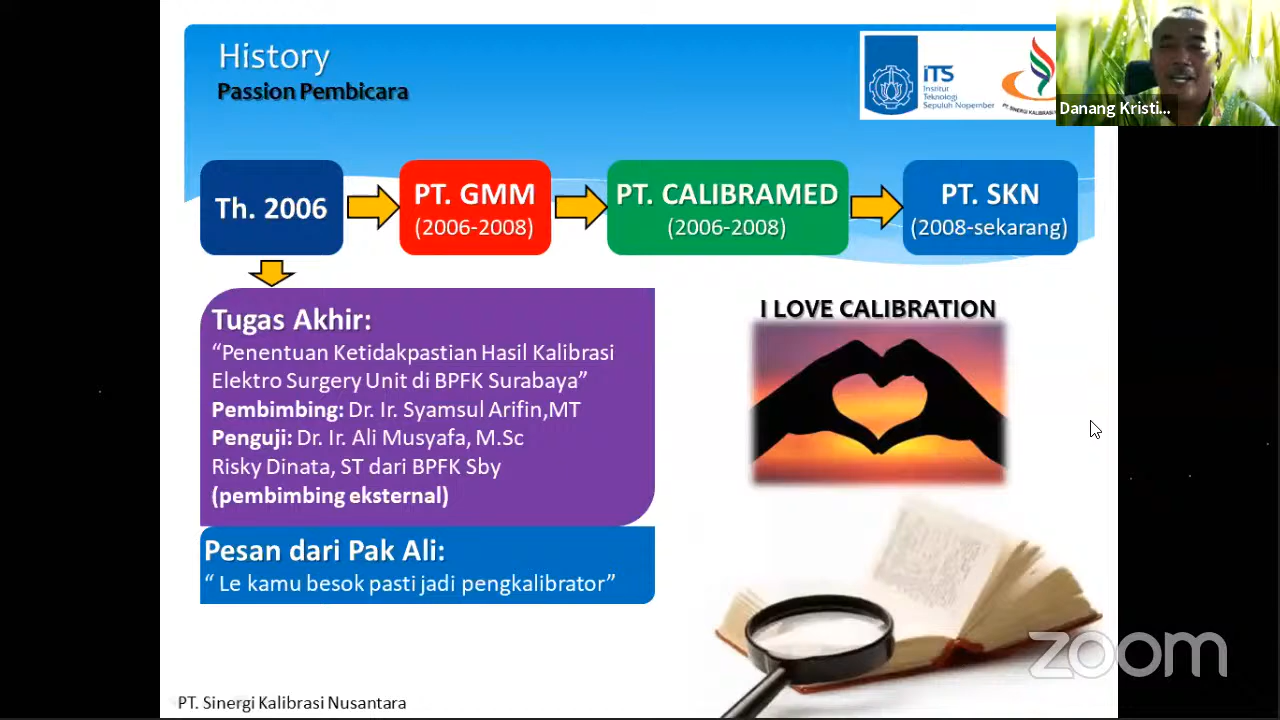 History
Passion Pembicara
iTS
Institut
Teknologi
Sepuluh Nopember
Danang Kristi...
Th. 2006
PT. GMM
(2006-2008)
PT. CALIBRAMED
(2006-2008)
PT. SKN
(2008-sekarang)
Tugas Akhir:
“Penentuan Ketidakpastian Hasil Kalibrasi
Elektro Surgery Unit di BPFK Surabaya”
Pembimbing: Dr. Ir. Syamsul Arifin,MT
Penguji: Dr. Ir. Ali Musyafa, M.Sc
Risky Dinata, ST dari BPFK Sby
(pembimbing eksternal)
Pesan dari Pak Ali:
“ Le kamu besok pasti jadi pengkalibrator”
I LOVE CALIBRATION
zoom
PT. Sinergi Kalibrasi Nusantara